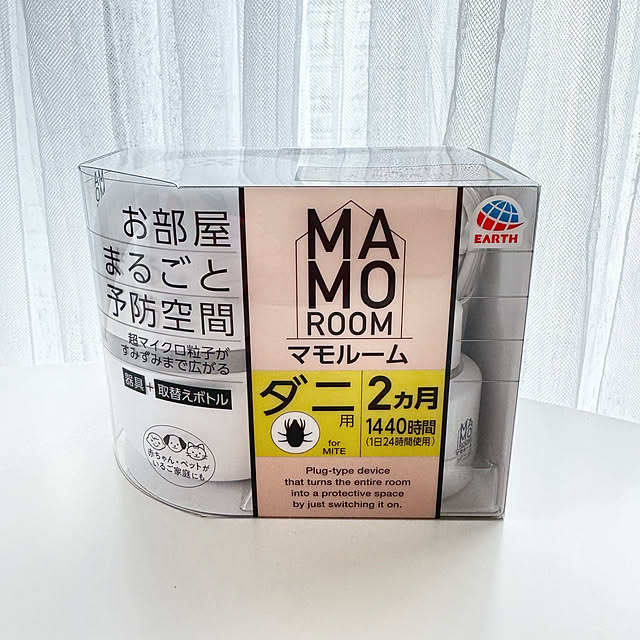 お部屋
まるごと
予防空間
超マイクロ粒子が
すみずみまで広がる
器具+取替えボトル
赤ちゃん・ペットが
いるご家庭にも
MA
MO
ROOM
マモルーム
ダニ用
for
MITE
2ヵ月
1440時間
(1日24時間使用)
Plug-type device
that turns the entire room
into a protective space
by just switching it on.
EARTH
MA
MO